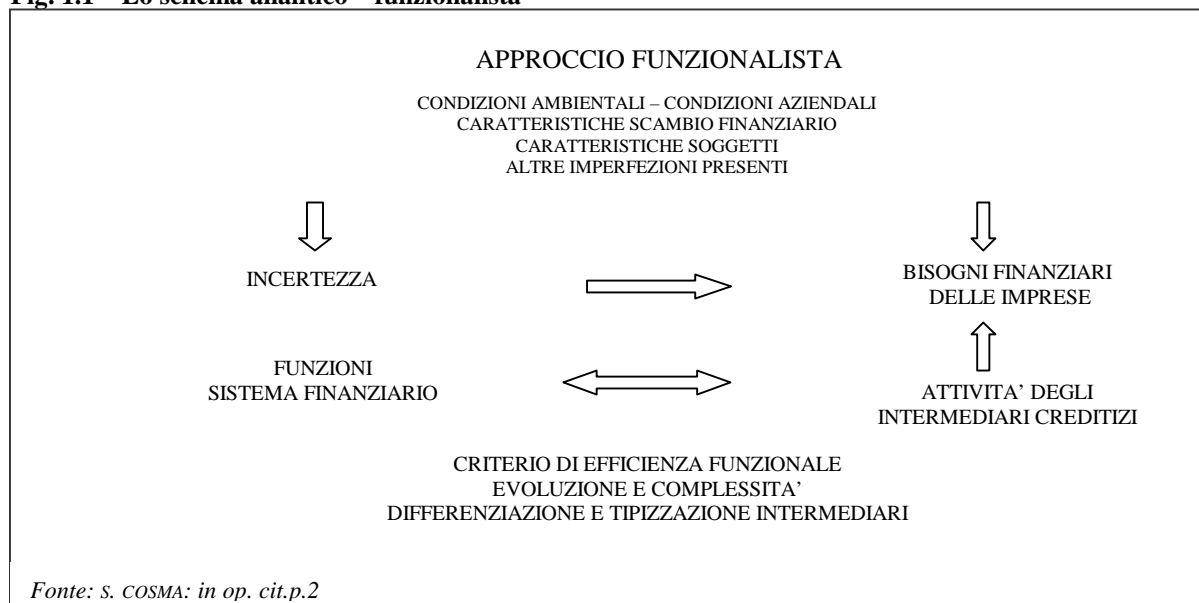 Fig. 1.1 – Lo schema analitico – funzionalista
APPROCCIO FUNZIONALISTA
CONDIZIONI AMBIENTALI – CONDIZIONI AZIENDALI
CARATTERISTICHE SCAMBIO FINANZIARIO
CARATTERISTICHE SOGGETTI
ALTRE IMPERFEZIONI PRESENTI
INCERTEZZA
BISOGNI FINANZIARI
DELLE IMPRESE
FUNZIONI
SISTEMA FINANZIARIO
ATTIVITA’ DEGLI
INTERMEDIARI CREDITIZI
CRITERIO DI EFFICIENZA FUNZIONALE
EVOLUZIONE E COMPLESSITA’
DIFFERENZIAZIONE E TIPIZZAZIONE INTERMEDIARI
Fonte: S. COSMA: in op. cit.p.2